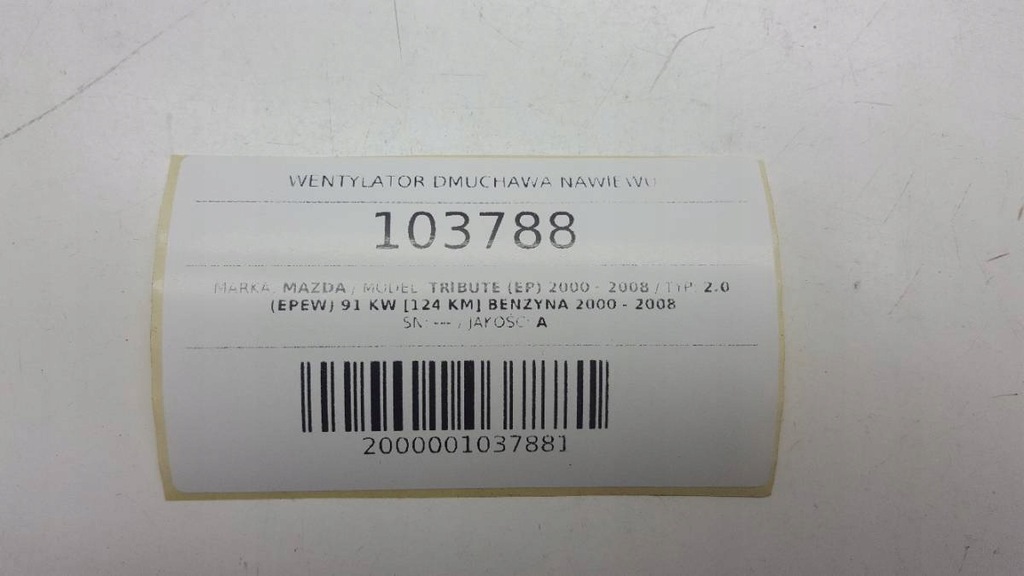 WENTYLATOR DMUCHAWA NAWIEWU
103788
MARKA: MAZDA / MODEL: TRIBUTE (EP) 2000 - 2008 / TYP: 2.0
(EPEW) 91 KW [124 KM] BENZYNA 2000 - 2008
SN: --- / JAKOŚĆ: A
2000001037881